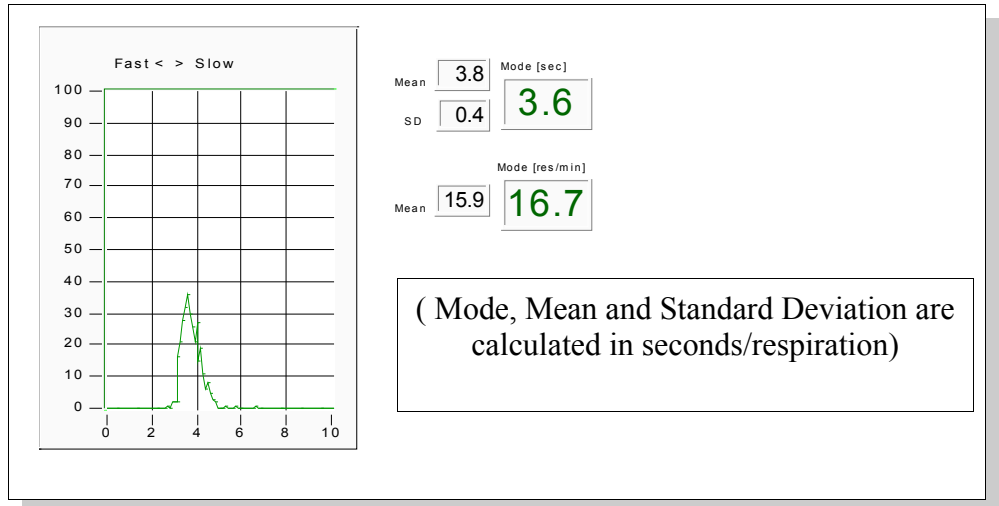 Fast < > Slow
100
90
80
70
60
50
40
30
20
10
0
0 2 4 6 8 10
Mean 3.8
SD 0.4
Mode [sec]
3.6
Mode [res/min]
Mean 15.9
16.7
( Mode, Mean and Standard Deviation are
calculated in seconds/respiration)